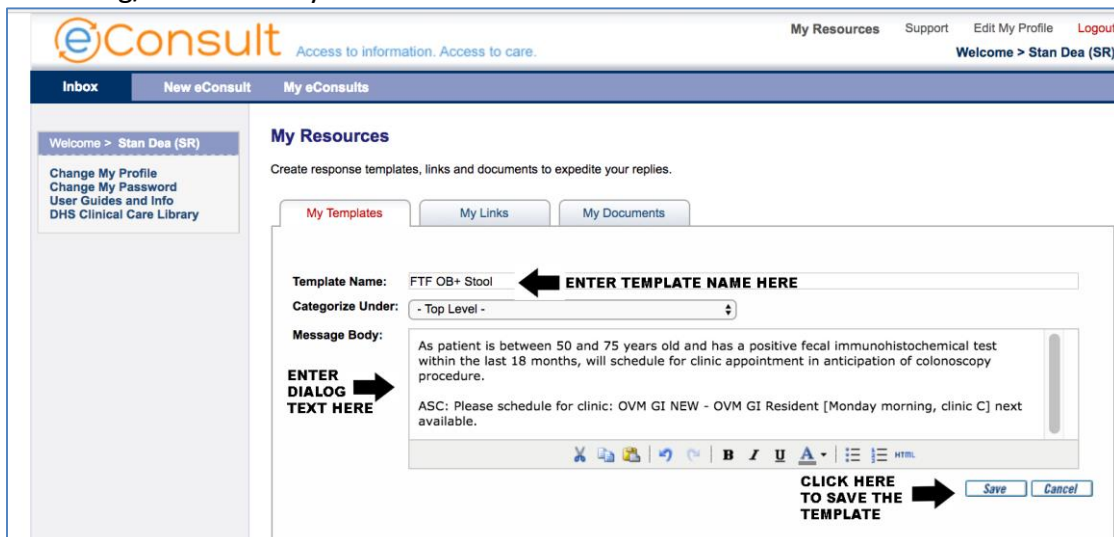 eConsult Access to information. Access to care.
My Resources Support Edit My Profile Logout
Welcome > Stan Dea (SR)
Inbox New eConsult My eConsults
Welcome > Stan Dea (SR)
Change My Profile
Change My Password
User Guides and Info
DHS Clinical Care Library
My Resources
Create response templates, links and documents to expedite your replies.
My Templates My Links My Documents
Template Name: FTF OB+ Stool ENTER TEMPLATE NAME HERE
Categorize Under: - Top Level -
Message Body:
As patient is between 50 and 75 years old and has a positive fecal immunohistochemical test
within the last 18 months, will schedule for clinic appointment in anticipation of colonoscopy
procedure.
ASC: Please schedule for clinic: OVM GI NEW - OVM GI Resident [Monday morning, clinic C] next
available.
ENTER
DIALOG
TEXT HERE
B I U A HTML
CLICK HERE
TO SAVE THE
TEMPLATE
Save Cancel